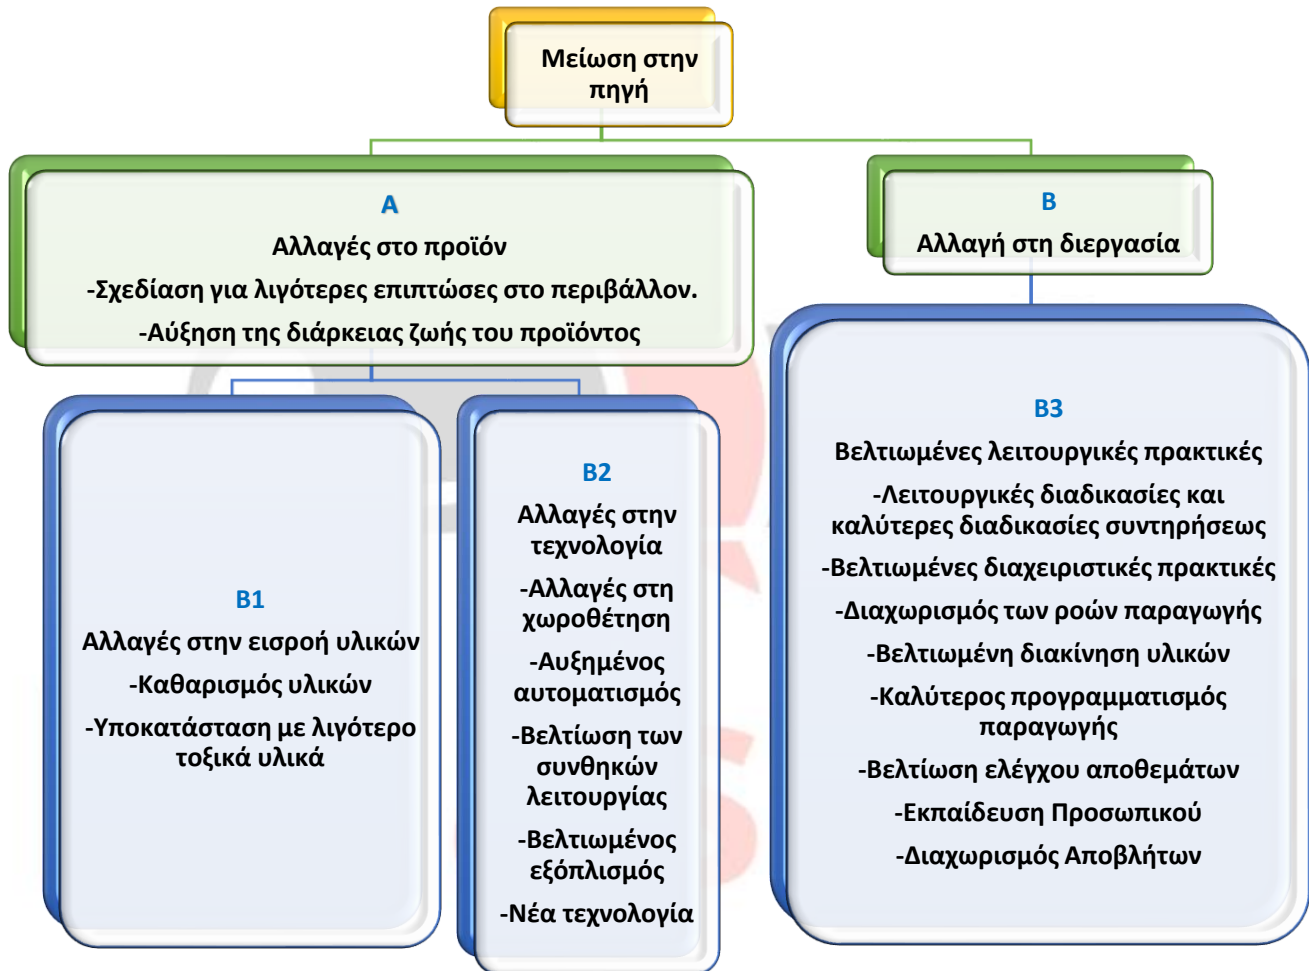 Μείωση στην
πηγή
A
Αλλαγές στο προϊόν
-Σχεδίαση για λιγότερες επιπτώσεις στο περιβάλλον.
-Αύξηση της διάρκειας ζωής του προϊόντος
B
Αλλαγή στη διεργασία
B1
Αλλαγές στην εισροή υλικών
-Καθαρισμός υλικών
-Υποκατάσταση με λιγότερο
τοξικά υλικά
B2
Αλλαγές στην
τεχνολογία
-Αλλαγές στη
χωροθέτηση
-Αυξημένος
αυτοματισμός
-Βελτίωση των
συνθηκών
λειτουργίας
-Βελτιωμένος
εξόπλισμός
-Νέα τεχνολογία
B3
Βελτιωμένες λειτουργικές πρακτικές
-Λειτουργικές διαδικασίες και
καλύτερες διαδικασίες συντηρήσεως
-Βελτιωμένες διαχειριστικές πρακτικές
-Διαχωρισμός των ροών παραγωγής
-Βελτιωμένη διακίνηση υλικών
-Καλύτερος προγραμματισμός
παραγωγής
-Βελτίωση ελέγχου αποθεμάτων
-Εκπαίδευση Προσωπικού
-Διαχωρισμός Αποβλήτων